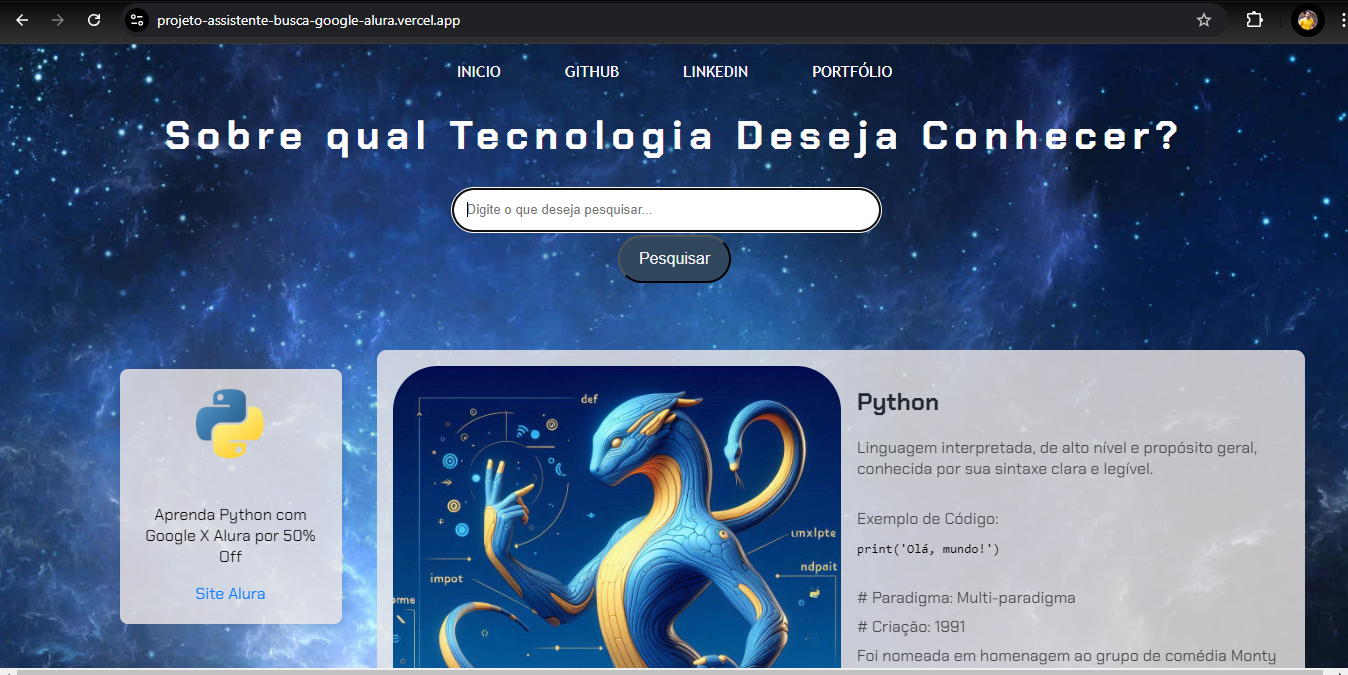 projeto-assistente-busca-google-alura.vercel.app
INICIO GITHUB LINKEDIN PORTFÓLIO
Sobre qual Tecnologia Deseja Conhecer?
Digite o que deseja pesquisar...
Pesquisar
Aprenda Python com
Google X Alura por 50%
Off
Site Alura
def
umxlpte
ndpait
impot
ome
Python
Linguagem interpretada, de alto nível e propósito geral,
conhecida por sua sintaxe clara e legível.
Exemplo de Código:
print('Olá, mundo!')
# Paradigma: Multi-paradigma
# Criação: 1991
Foi nomeada em homenagem ao grupo de comédia Monty